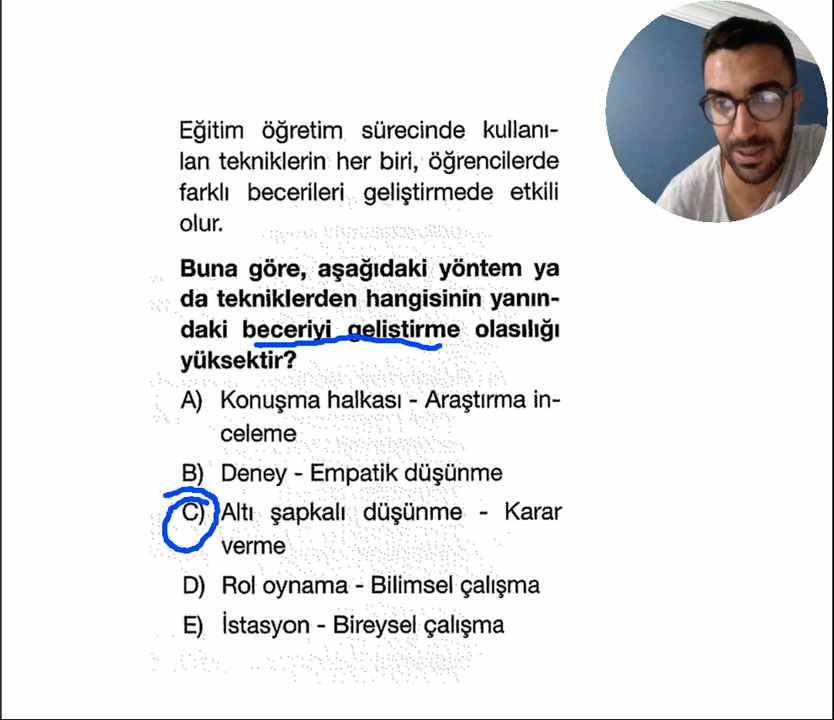 Eğitim öğretim sürecinde kullanı-
lan tekniklerin her biri, öğrencilerde
farklı becerileri geliştirmede etkili
olur.
Buna göre, aşağıdaki yöntem ya
da tekniklerden hangisinin yanın-
daki beceriyi geliştirme olasılığı
yüksektir?
A) Konuşma halkası - Araştırma in-
celeme
B) Deney - Empatik düşünme
C) Altı şapkalı düşünme - Karar
verme
D) Rol oynama - Bilimsel çalışma
E) İstasyon - Bireysel çalışma